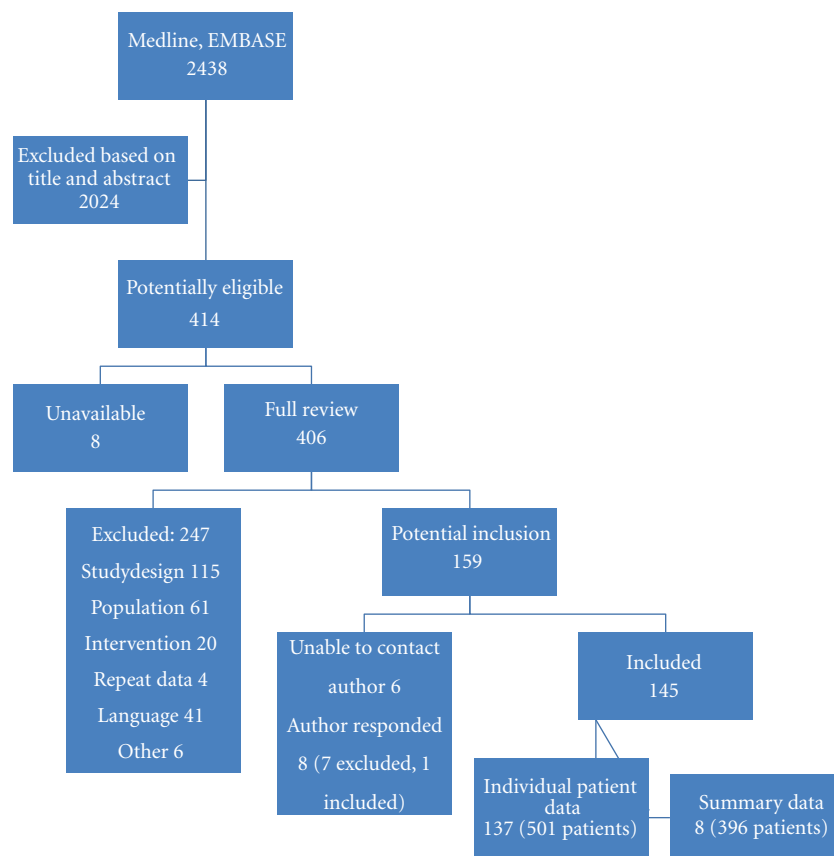 Medline, EMBASE
2438
Excluded based on
title and abstract
2024
Potentially eligible
414
Unavailable
8
Full review
406
Excluded: 247
Studydesign 115
Population 61
Intervention 20
Repeat data 4
Language 41
Other 6
Potential inclusion
159
Unable to contact
author 6
Author responded
8 (7 excluded, 1
included)
Included
145
Individual patient
data
137 (501 patients)
Summary data
8 (396 patients)